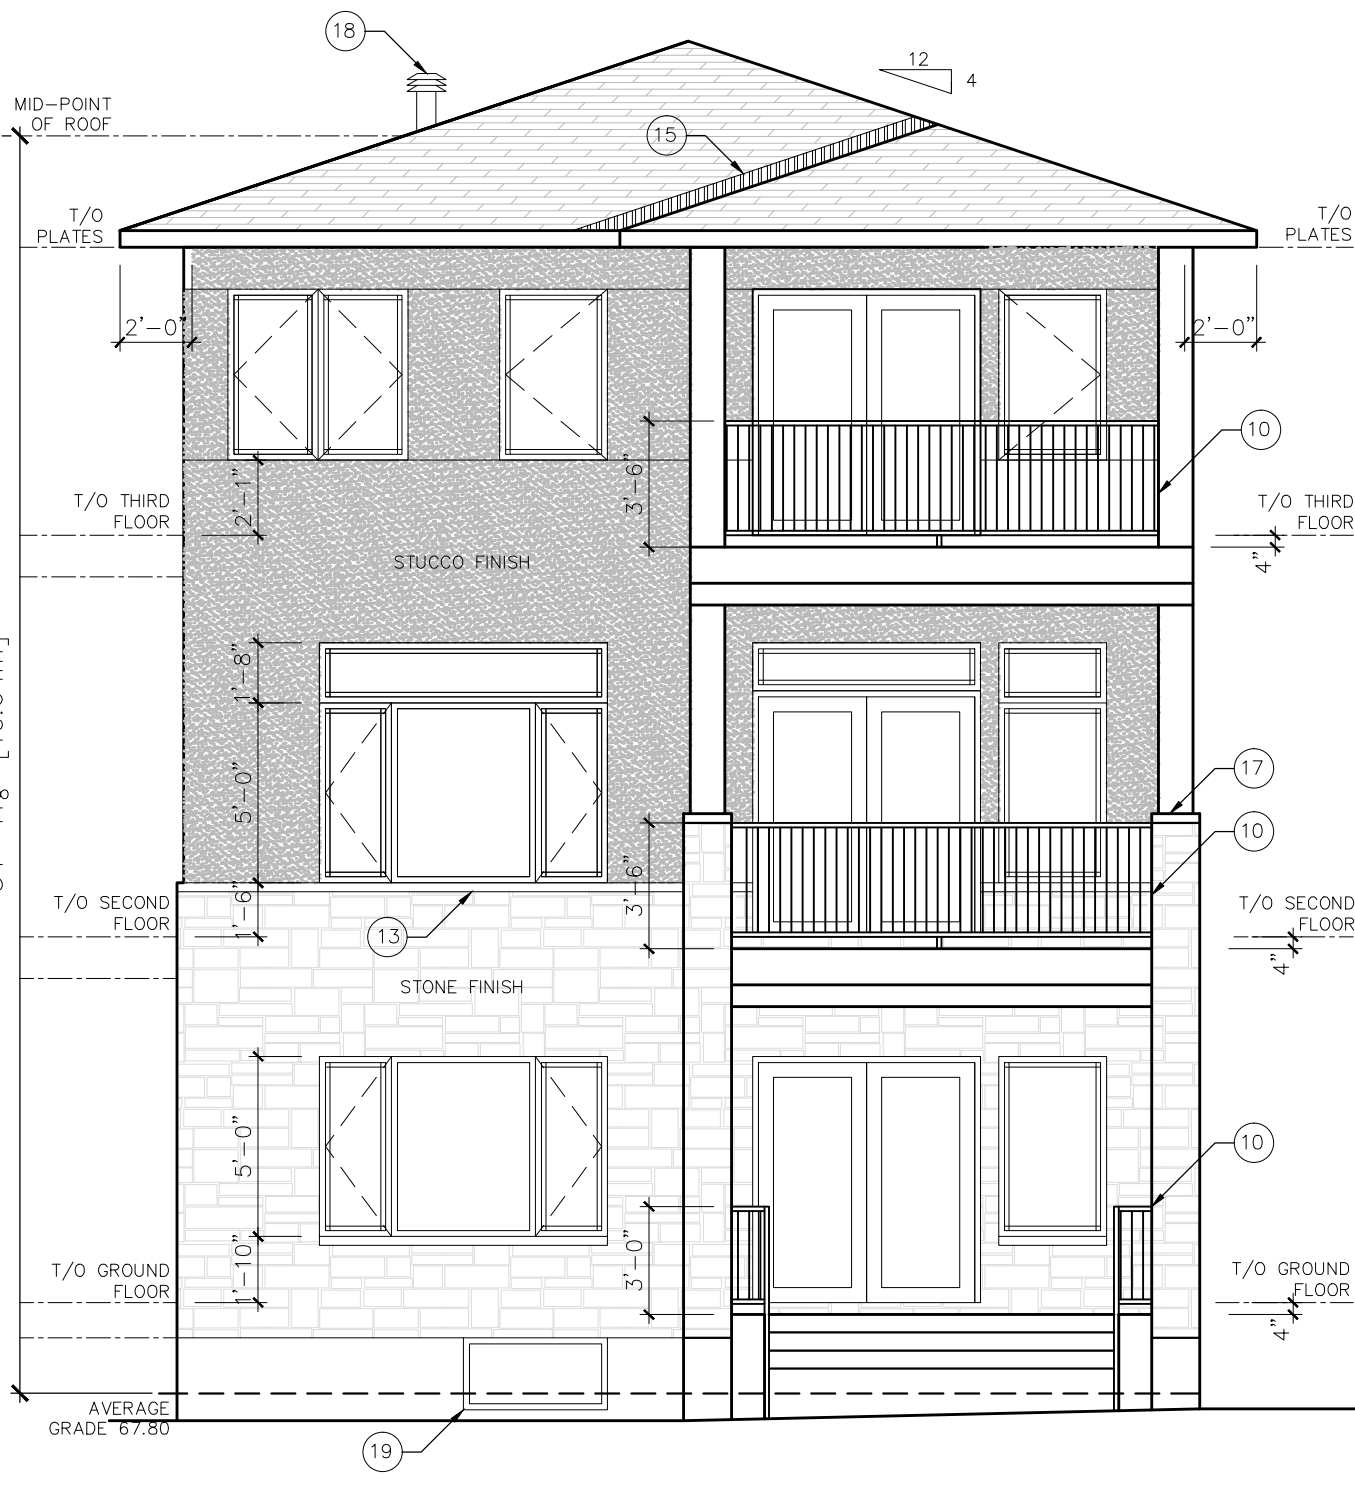 18
12
4
MID-POINT
OF ROOF
15
T/O
PLATES
T/O
PLATES
2'-0"
2'-0"
10
3'-6"
2'-1"
T/O THIRD
FLOOR
T/O THIRD
FLOOR
4"
STUCCO FINISH
1'-8"
5'-0"
17
10
3'-6"
1'-6"
T/O SECOND
FLOOR
T/O SECOND
FLOOR
13
4"
STONE FINISH
5'-0"
10
3'-0"
1'-10"
T/O GROUND
FLOOR
T/O GROUND
FLOOR
4"
AVERAGE
GRADE 67.80
19